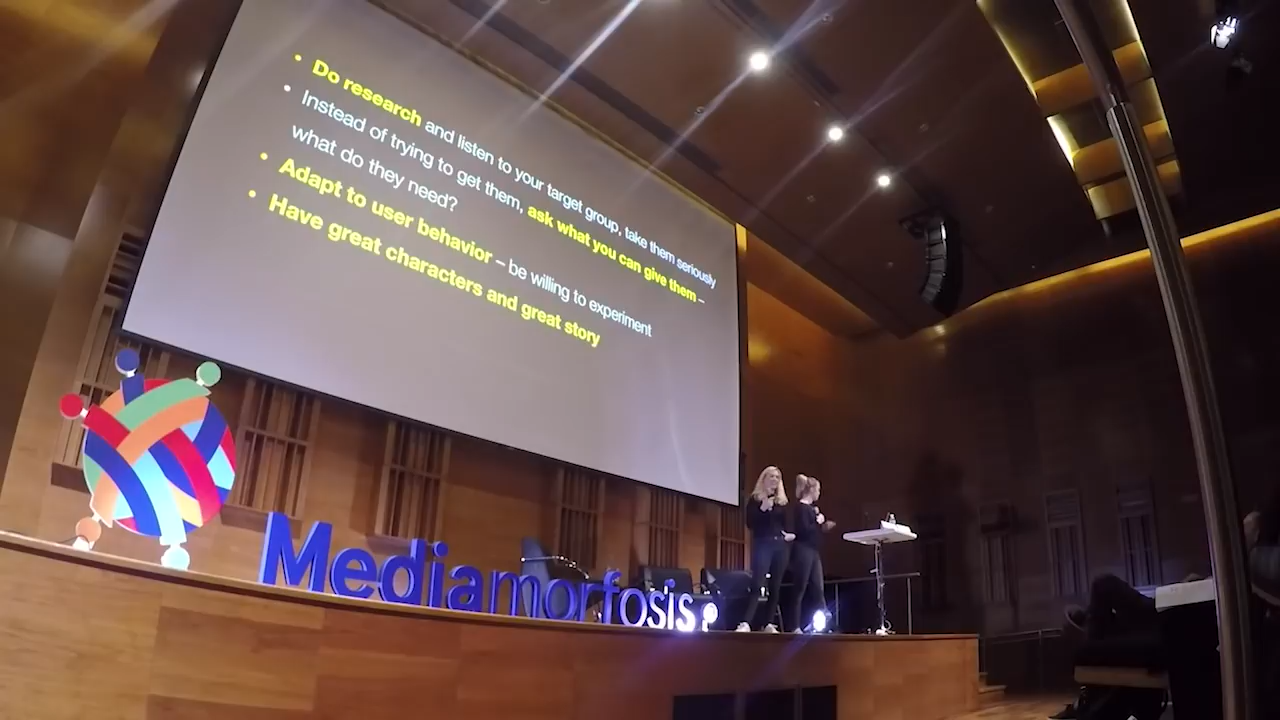 • Do research and listen to your target group, take them seriously
• Instead of trying to get them, ask what you can give them –
what do they need?
• Adapt to user behavior – be willing to experiment
• Have great characters and great story
Mediamorfosis